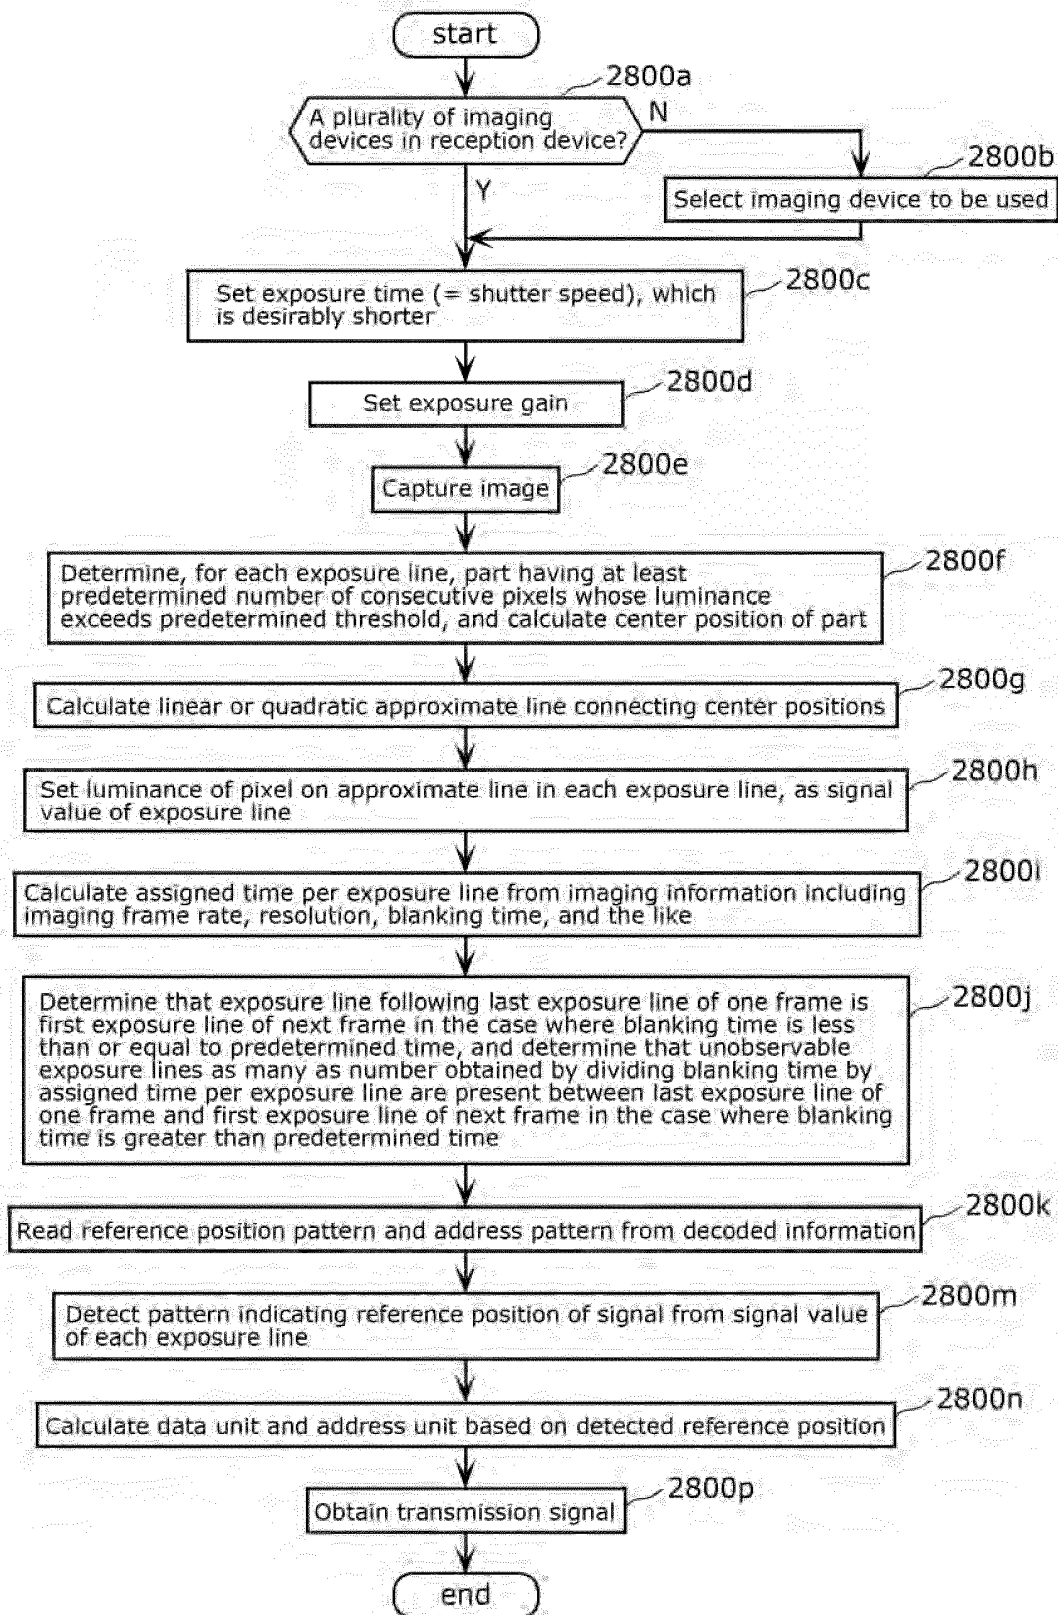 start
2800a
A plurality of imaging
devices in reception device?
N
2800b
Select imaging device to be used
Y
2800c
Set exposure time (= shutter speed), which
is desirably shorter
2800d
Set exposure gain
2800e
Capture image
2800f
Determine, for each exposure line, part having at least
predetermined number of consecutive pixels whose luminance
exceeds predetermined threshold, and calculate center position of part
2800g
Calculate linear or quadratic approximate line connecting center positions
2800h
Set luminance of pixel on approximate line in each exposure line, as signal
value of exposure line
2800i
Calculate assigned time per exposure line from imaging information including
imaging frame rate, resolution, blanking time, and the like
2800j
Determine that exposure line following last exposure line of one frame is
first exposure line of next frame in the case where blanking time is less
than or equal to predetermined time, and determine that unobservable
exposure lines as many as number obtained by dividing blanking time by
assigned time per exposure line are present between last exposure line of
one frame and first exposure line of next frame in the case where blanking
time is greater than predetermined time
2800k
Read reference position pattern and address pattern from decoded information
2800m
Detect pattern indicating reference position of signal from signal value
of each exposure line
2800n
Calculate data unit and address unit based on detected reference position
2800p
Obtain transmission signal
end